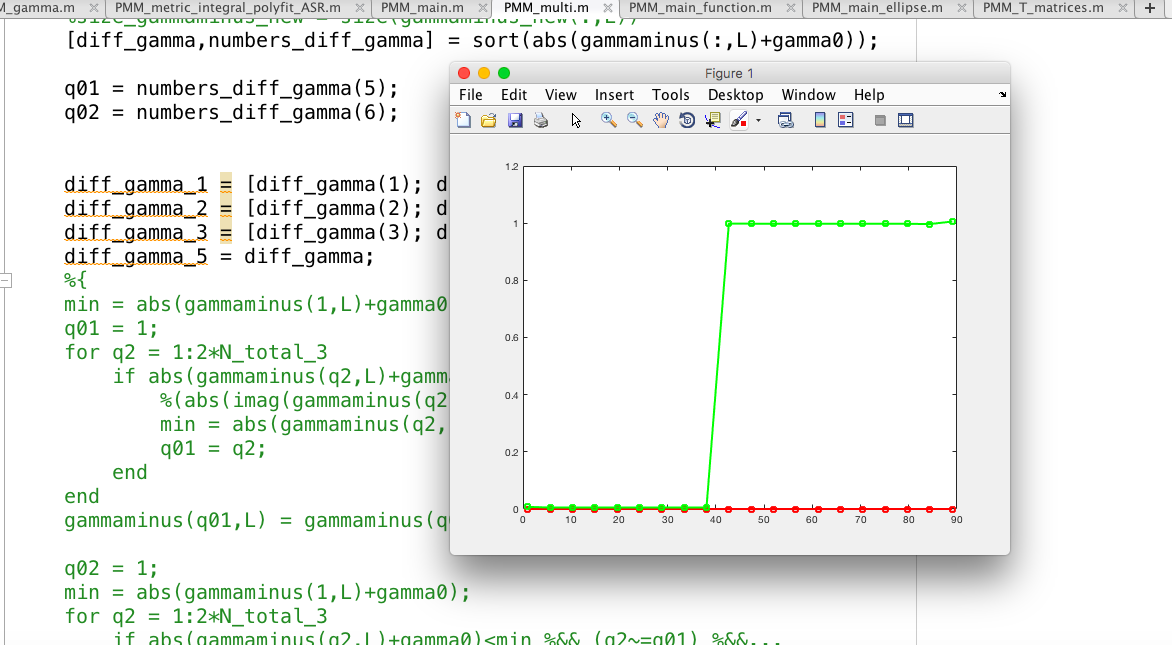 M_gamma.m PMM_metric_integral_polyfit_ASR.m PMM_main.m PMM_multi.m PMM_main_function.m PMM_main_ellipse.m PMM_T_matrices.m
[diff_gamma,numbers_diff_gamma] = sort(abs(gammaminus(:,L)+gamma0));
q01 = numbers_diff_gamma(5);
q02 = numbers_diff_gamma(6);
diff_gamma_1 = [diff_gamma(1); d
diff_gamma_2 = [diff_gamma(2); d
diff_gamma_3 = [diff_gamma(3); d
diff_gamma_5 = diff_gamma;
%{
min = abs(gammaminus(1,L)+gamma0
q01 = 1;
for q2 = 1:2*N_total_3
if abs(gammaminus(q2,L)+gamm
%(abs(imag(gammaminus(q2
min = abs(gammaminus(q2,
q01 = q2;
end
end
gammaminus(q01,L) = gammaminus(q
q02 = 1;
min = abs(gammaminus(1,L)+gamma0);
for q2 = 1:2*N_total_3
if abs(gammaminus(q2,L)+gamma0)<min %&& (q2~=q01) %&&...
Figure 1
File Edit View Insert Tools Desktop Window Help
1.2
1
0.8
0.6
0.4
0.2
0
0 10 20 30 40 50 60 70 80 90